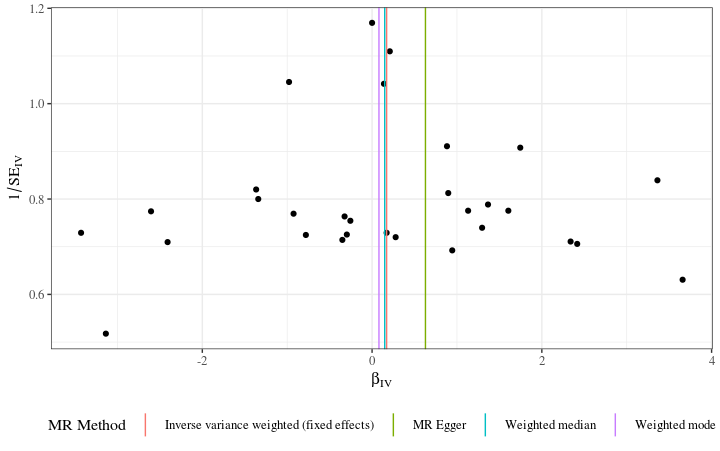 1.2
1.0
0.8
0.6
1/SE_IV
-2 0 2 4
β_IV
MR Method Inverse variance weighted (fixed effects) MR Egger Weighted median Weighted mode